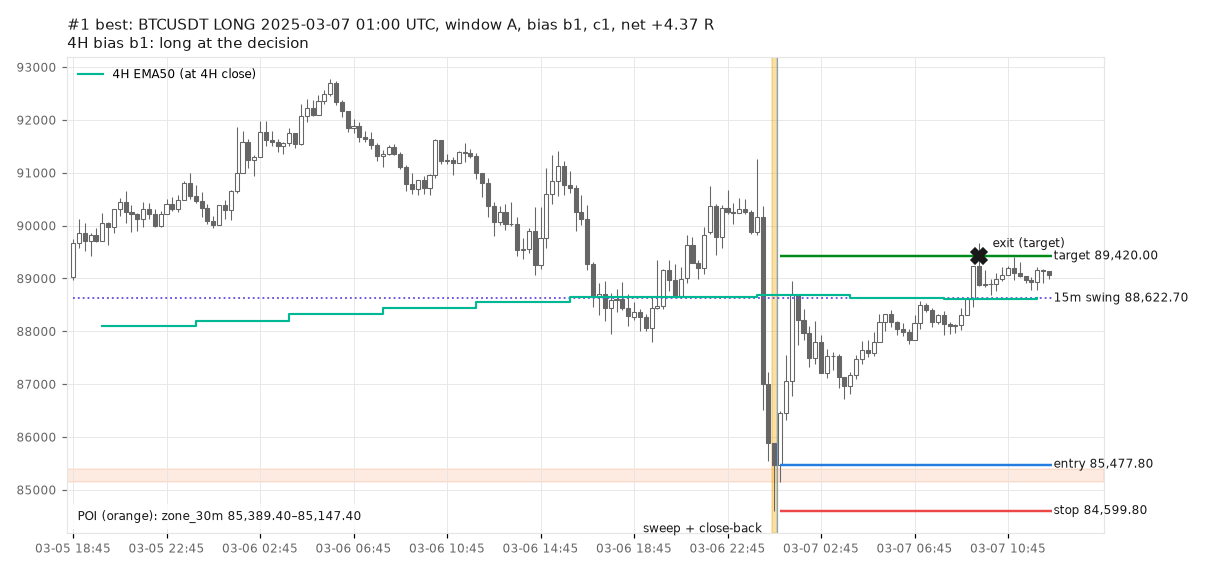 #1 best: BTCUSDT LONG 2025-03-07 01:00 UTC, window A, bias b1, c1, net +4.37 R
4H bias b1: long at the decision
93000
4H EMA50 (at 4H close)
92000
91000
90000
exit (target)
target 89,420.00
89000
15m swing 88,622.70
88000
87000
86000
entry 85,477.80
85000
stop 84,599.80
POI (orange): zone_30m 85,389.40–85,147.40
sweep + close-back
03-05 18:45 03-05 22:45 03-06 02:45 03-06 06:45 03-06 10:45 03-06 14:45 03-06 18:45 03-06 22:45 03-07 02:45 03-07 06:45 03-07 10:45